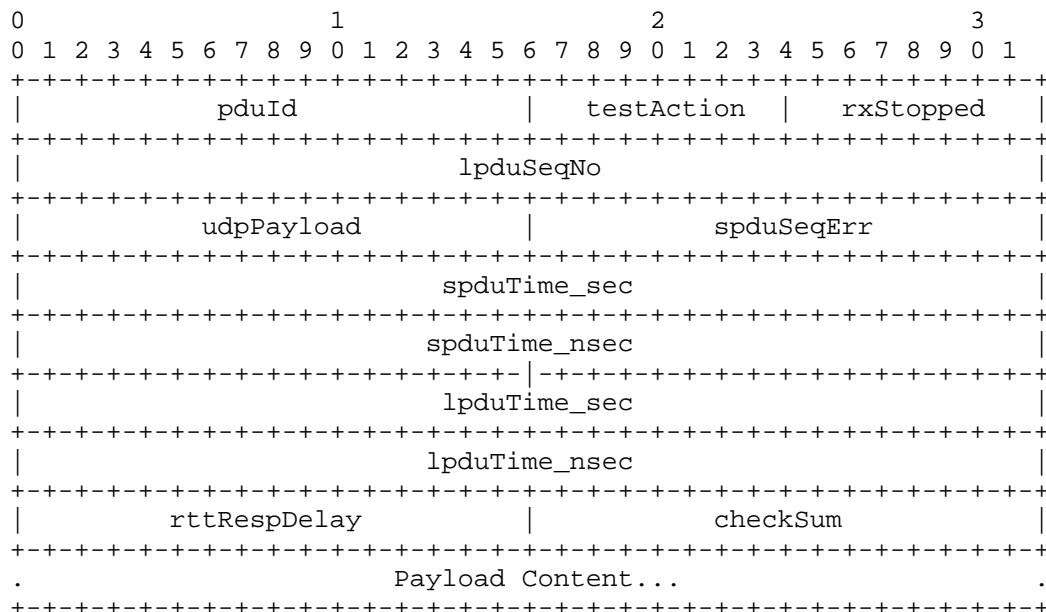 0                   1                   2                   3
0 1 2 3 4 5 6 7 8 9 0 1 2 3 4 5 6 7 8 9 0 1 2 3 4 5 6 7 8 9 0 1
+-+-+-+-+-+-+-+-+-+-+-+-+-+-+-+-+-+-+-+-+-+-+-+-+-+-+-+-+-+-+-+-+
|            pduId              |   testAction  |   rxStopped   |
+-+-+-+-+-+-+-+-+-+-+-+-+-+-+-+-+-+-+-+-+-+-+-+-+-+-+-+-+-+-+-+-+
|                           lpduSeqNo                           |
+-+-+-+-+-+-+-+-+-+-+-+-+-+-+-+-+-+-+-+-+-+-+-+-+-+-+-+-+-+-+-+-+
|           udpPayload          |           spduSeqErr          |
+-+-+-+-+-+-+-+-+-+-+-+-+-+-+-+-+-+-+-+-+-+-+-+-+-+-+-+-+-+-+-+-+
|                          spduTime_sec                         |
+-+-+-+-+-+-+-+-+-+-+-+-+-+-+-+-+-+-+-+-+-+-+-+-+-+-+-+-+-+-+-+-+
|                         spduTime_nsec                         |
+-+-+-+-+-+-+-+-+-+-+-+-+-+-+-+-|-+-+-+-+-+-+-+-+-+-+-+-+-+-+-+-+
|                          lpduTime_sec                         |
+-+-+-+-+-+-+-+-+-+-+-+-+-+-+-+-+-+-+-+-+-+-+-+-+-+-+-+-+-+-+-+-+
|                         lpduTime_nsec                         |
+-+-+-+-+-+-+-+-+-+-+-+-+-+-+-+-+-+-+-+-+-+-+-+-+-+-+-+-+-+-+-+-+
|         rttRespDelay          |           checkSum            |
+-+-+-+-+-+-+-+-+-+-+-+-+-+-+-+-+-+-+-+-+-+-+-+-+-+-+-+-+-+-+-+-+
.                       Payload Content...                      .
+-+-+-+-+-+-+-+-+-+-+-+-+-+-+-+-+-+-+-+-+-+-+-+-+-+-+-+-+-+-+-+-+